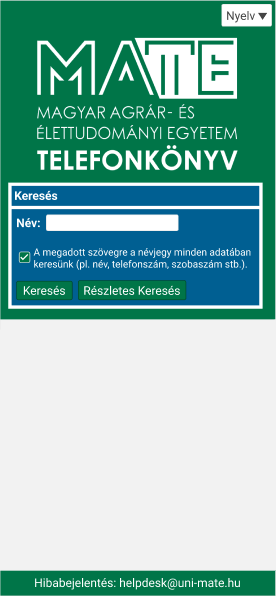 Nyelv ▼
MATE
MAGYAR AGRÁR- ÉS
ÉLETTUDOMÁNYI EGYETEM
TELEFONKÖNYV
Keresés
Név:
A megadott szövegre a névjegy minden adatában
keresünk (pl. név, telefonszám, szobaszám stb.).
Keresés Részletes Keresés
Hibabejelentés: helpdesk@uni-mate.hu